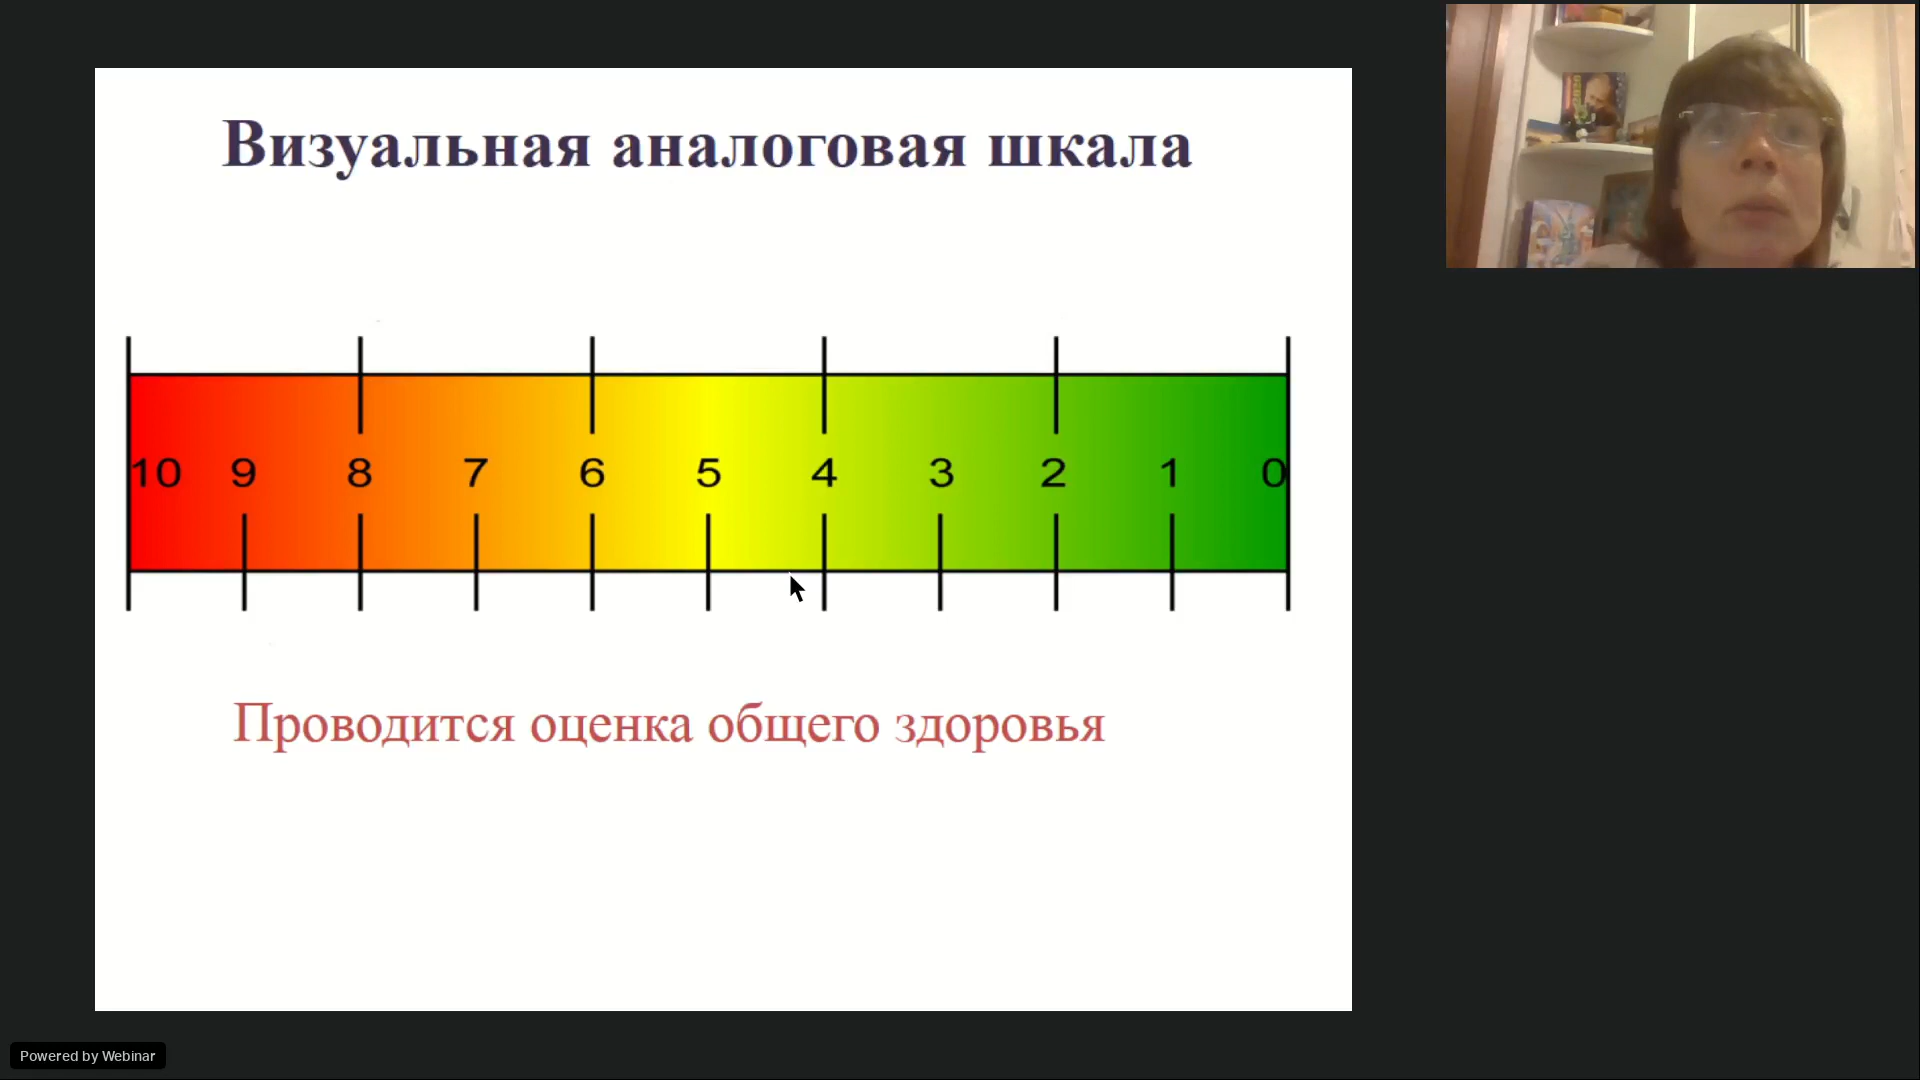 Визуальная аналоговая шкала
10 9 8 7 6 5 4 3 2 1 0
Проводится оценка общего здоровья
Powered by Webinar